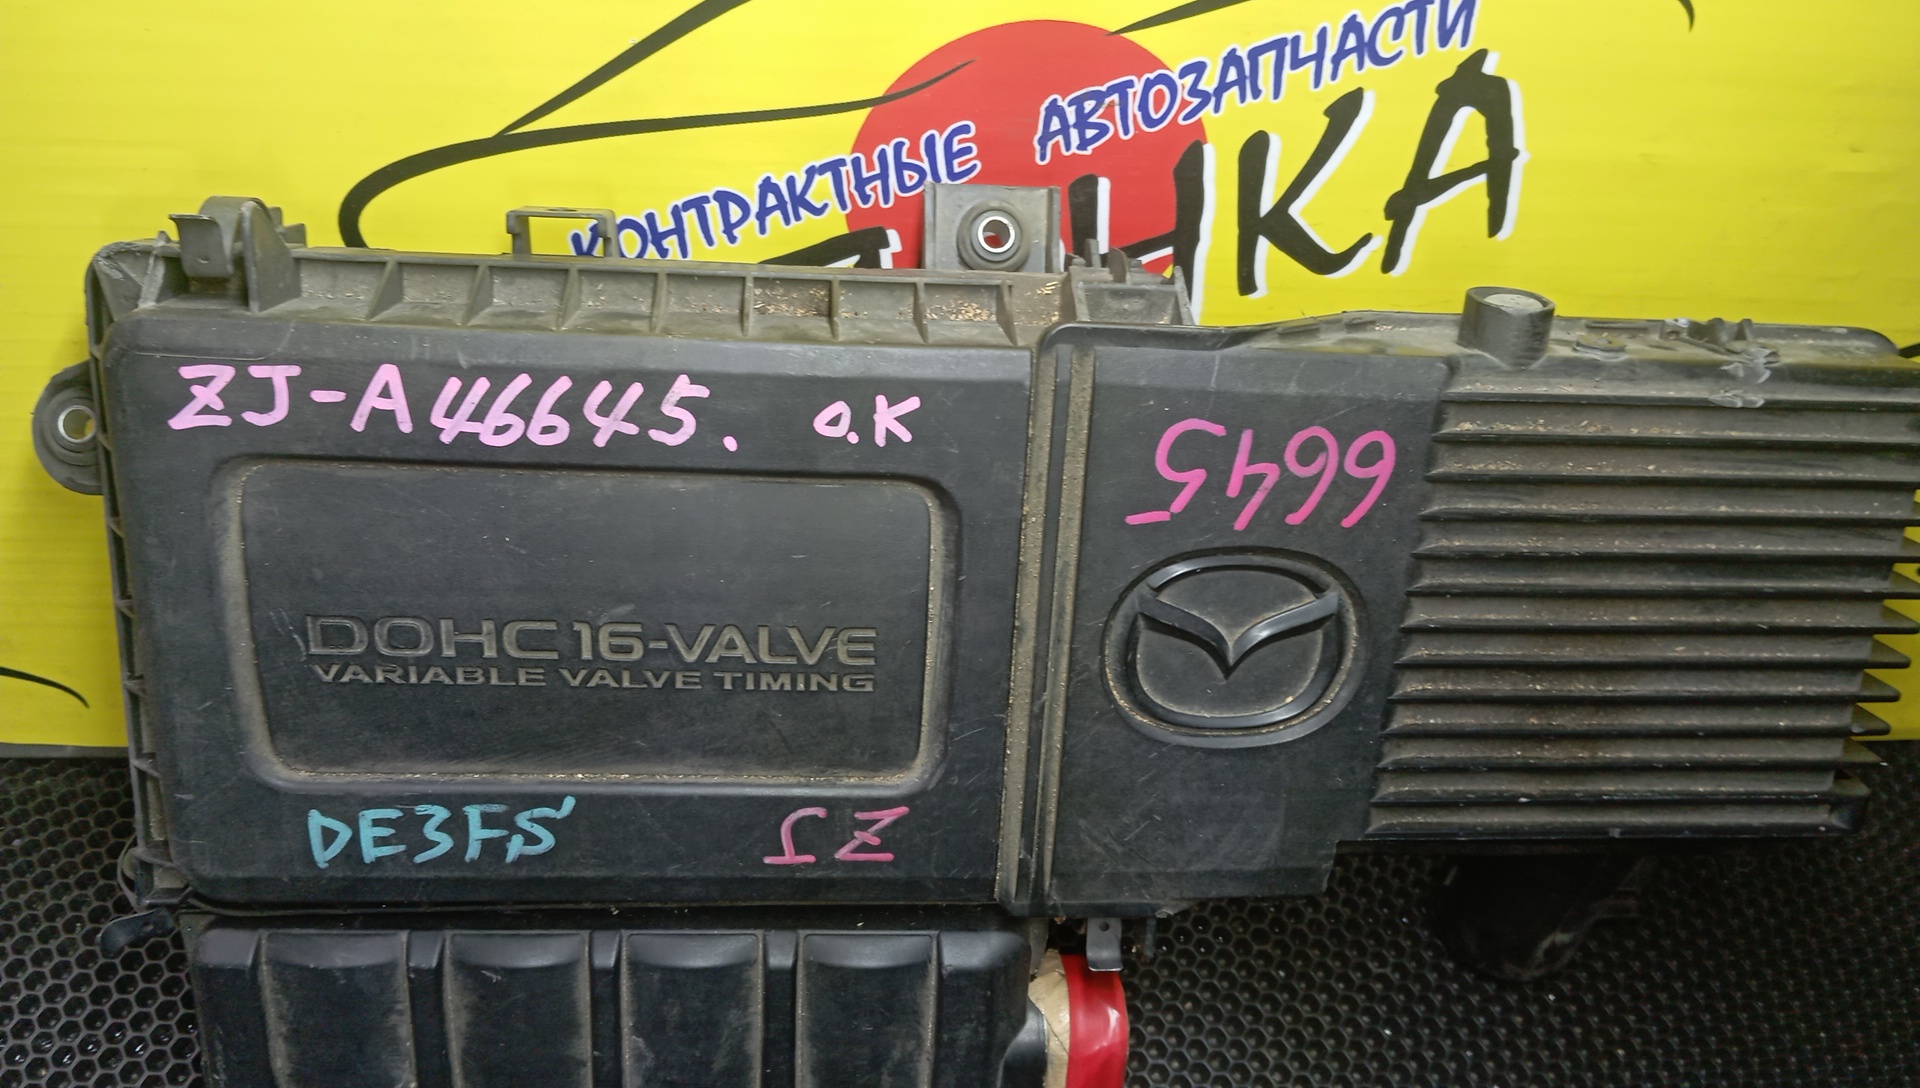 КОНТРАКТНЫЕ АВТОЗАПЧАСТИ
ZJ-A46645. O.K
6645
DOHC 16-VALVE
VARIABLE VALVE TIMING
DE3FS
ZJ